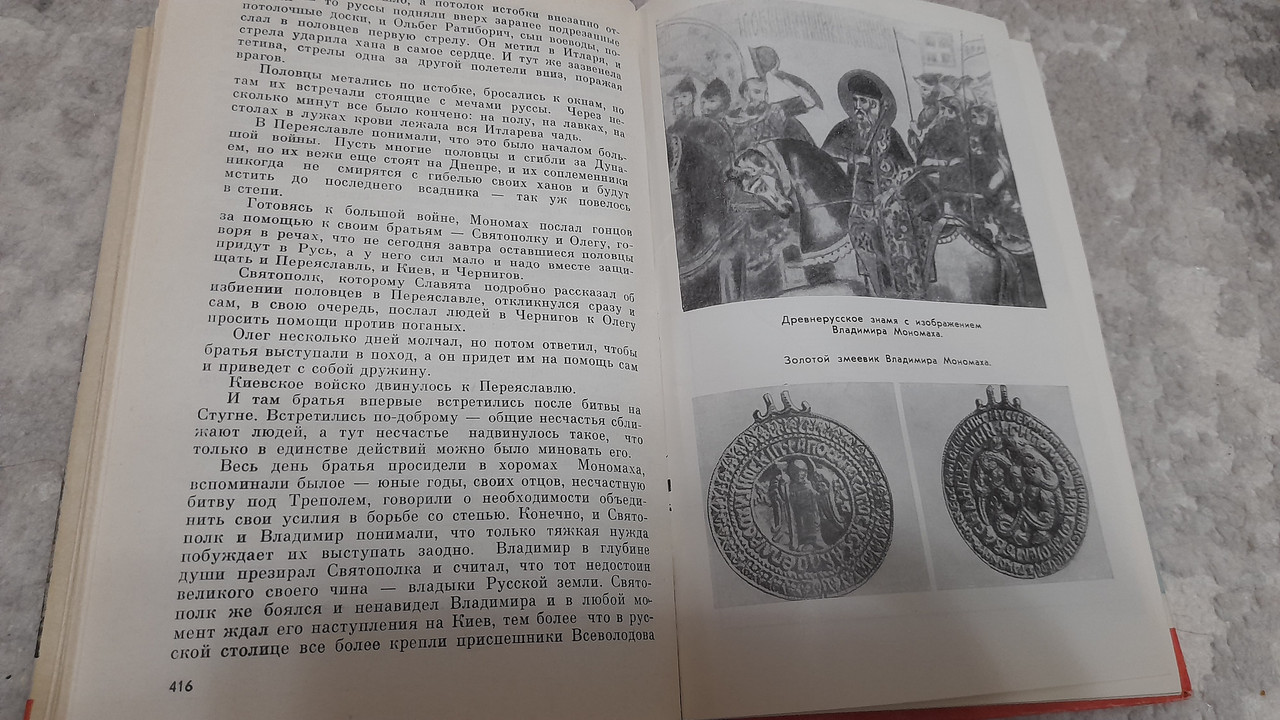 а потолок истобки внезапно от-
то руссы подняли вверх заранее подрезанные
потолочные доски, и Ольбег Ратиборич, сын воеводы, по-
слал в половцев первую стрелу. Он метил в Итларя, и
стрела ударила хана в самое сердце. И тут же зазвенела
тетива, стрелы одна за другой полетели вниз, поражая
врагов.
Половцы метались по истобке, бросались к окнам, но
там их встречали стоящие с мечами руссы. Через не-
сколько минут все было кончено: на полу, на лавках, на
столах в лужах крови лежала вся Итларева чадь.
В Переяславле понимали, что это было началом боль-
шой войны. Пусть многие половцы и сгибли за Дуна-
ем, но их вежи еще стоят на Днепре, и их соплеменники
никогда не смирятся с гибелью своих ханов и будут
мстить до последнего всадника — так уж повелось
в степи.
Готовясь к большой войне, Мономах послал гонцов
за помощью к своим братьям — Святополку и Олегу, го-
воря в речах, что не сегодня завтра оставшиеся половцы
придут в Русь, а у него сил мало и надо вместе защи-
щать и Переяславль, и Киев, и Чернигов.
Святополк, которому Славята подробно рассказал об
избиении половцев в Переяславле, откликнулся сразу и
сам, в свою очередь, послал людей в Чернигов к Олегу
просить помощи против поганых.
Олег несколько дней молчал, но потом ответил, чтобы
братья выступали в поход, а он придет им на помощь сам
и приведет с собой дружину.
Киевское войско двинулось к Переяславлю.
И там братья впервые встретились после битвы на
Стугне. Встретились по-доброму — общие несчастья сбли-
жают людей, а тут несчастье надвинулось такое, что
только в единстве действий можно было миновать его.
Весь день братья просидели в хоромах Мономаха,
вспоминали былое — юные годы, своих отцов, несчастную
битву под Треполем, говорили о необходимости объеди-
нить свои усилия в борьбе со степью. Конечно, и Свято-
полк и Владимир понимали, что только тяжкая нужда
побуждает их выступать заодно. Владимир в глубине
души презирал Святополка и считал, что тот недостоин
великого своего чина — владыки Русской земли. Свято-
полк же боялся и ненавидел Владимира и в любой мо-
мент ждал его наступления на Киев, тем более что в рус-
ской столице все более крепли приспешники Всеволодова
416
Древнерусское знамя с изображением
Владимира Мономаха.
Золотой змеевик Владимира Мономаха.